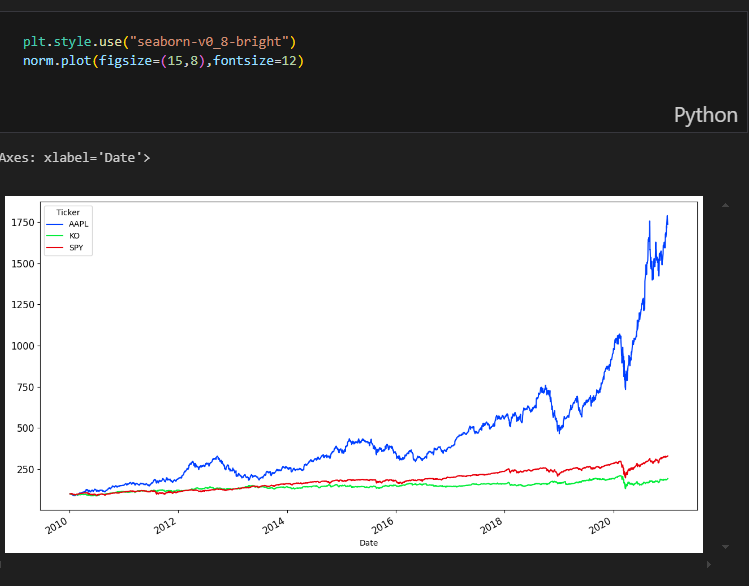 plt.style.use("seaborn-v0_8-bright")
norm.plot(figsize=(15,8),fontsize=12)
Python
Axes: xlabel='Date'>
Ticker
AAPL
KO
SPY
1750
1500
1250
1000
750
500
250
2010
2012
2014
2016
2018
2020
Date